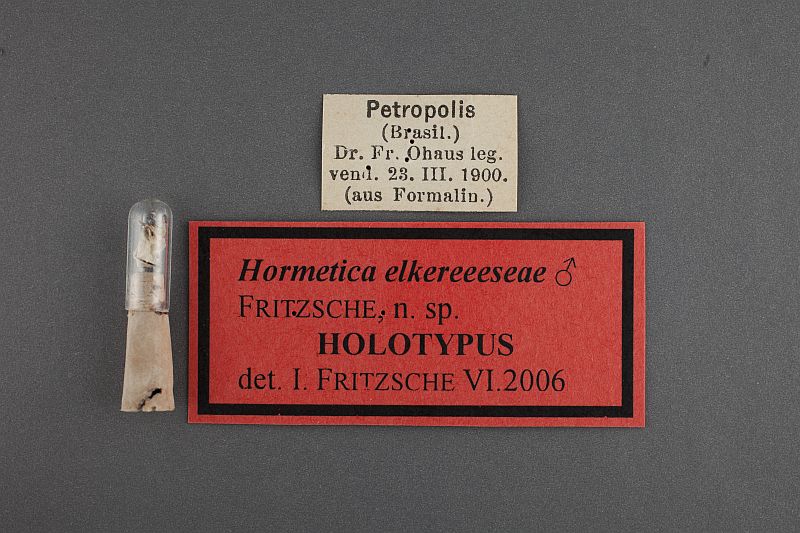 Petropolis
(Brasil.)
Dr. Fr. Ohaus leg.
vend. 23. III. 1900.
(aus Formalin.)
Hormetica elkereeeseae ♂
FRITZSCHE, n. sp.
HOLOTYPUS
det. I. FRITZSCHE VI.2006